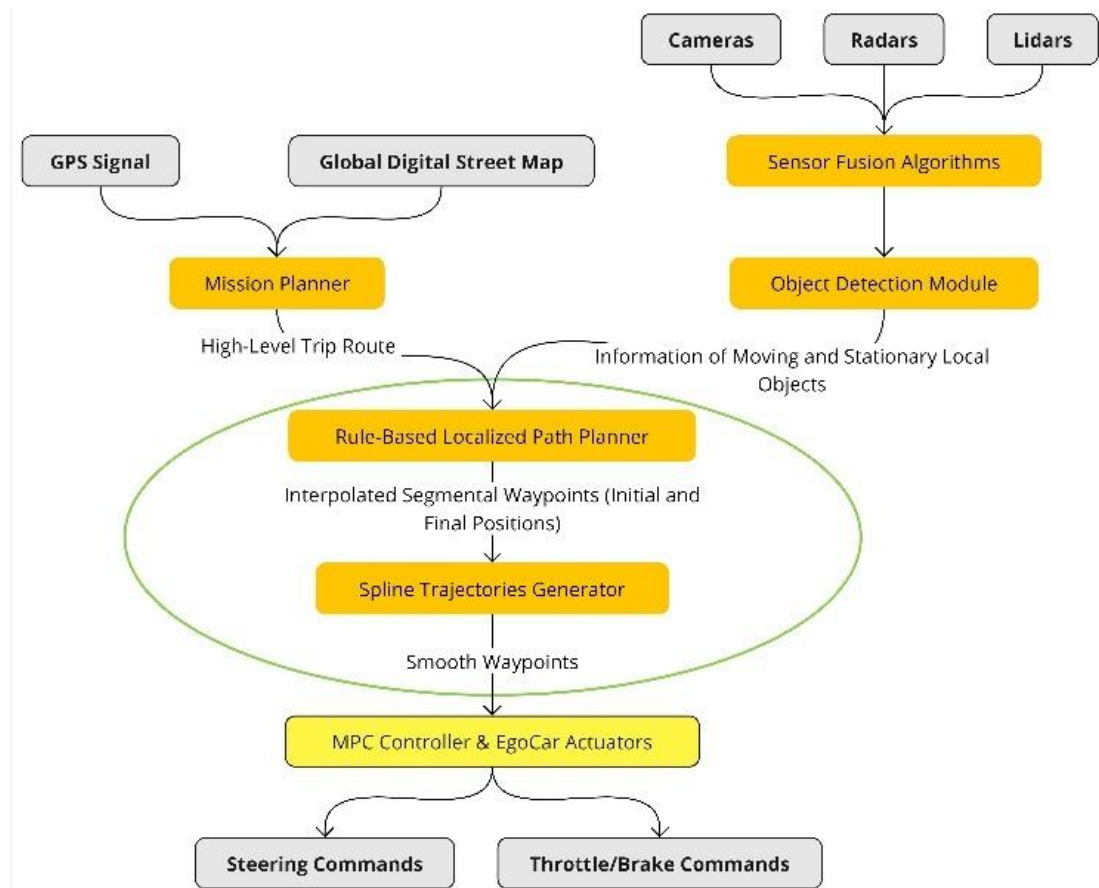 Cameras
Radars
Lidars
GPS Signal
Global Digital Street Map
Sensor Fusion Algorithms
Mission Planner
Object Detection Module
High-Level Trip Route
Information of Moving and Stationary Local
Objects
Rule-Based Localized Path Planner
Interpolated Segmental Waypoints (Initial and
Final Positions)
Spline Trajectories Generator
Smooth Waypoints
MPC Controller & EgoCar Actuators
Steering Commands
Throttle/Brake Commands